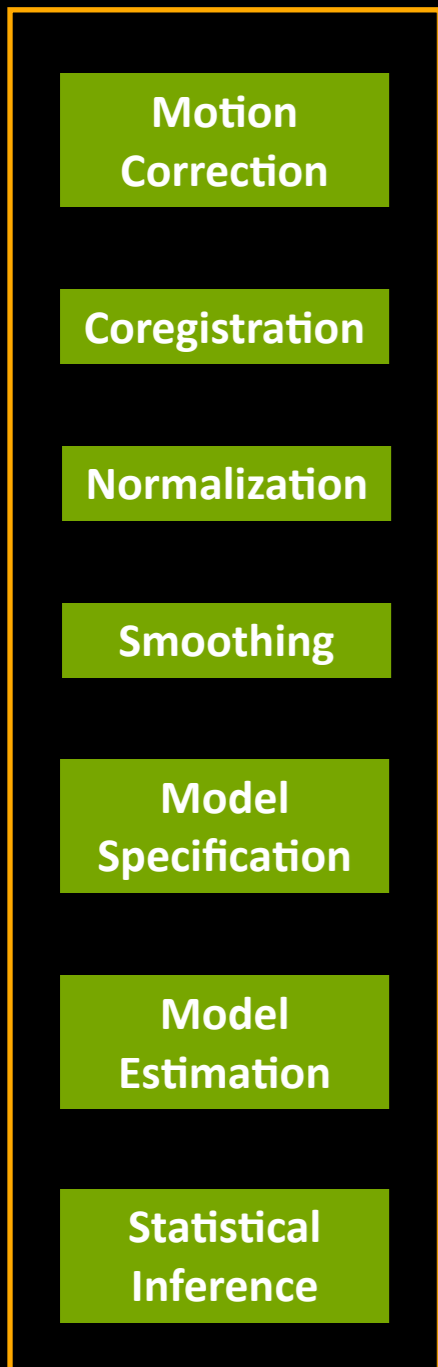 Motion
Correction
Coregistration
Normalization
Smoothing
Model
Specification
Model
Estimation
Statistical
Inference